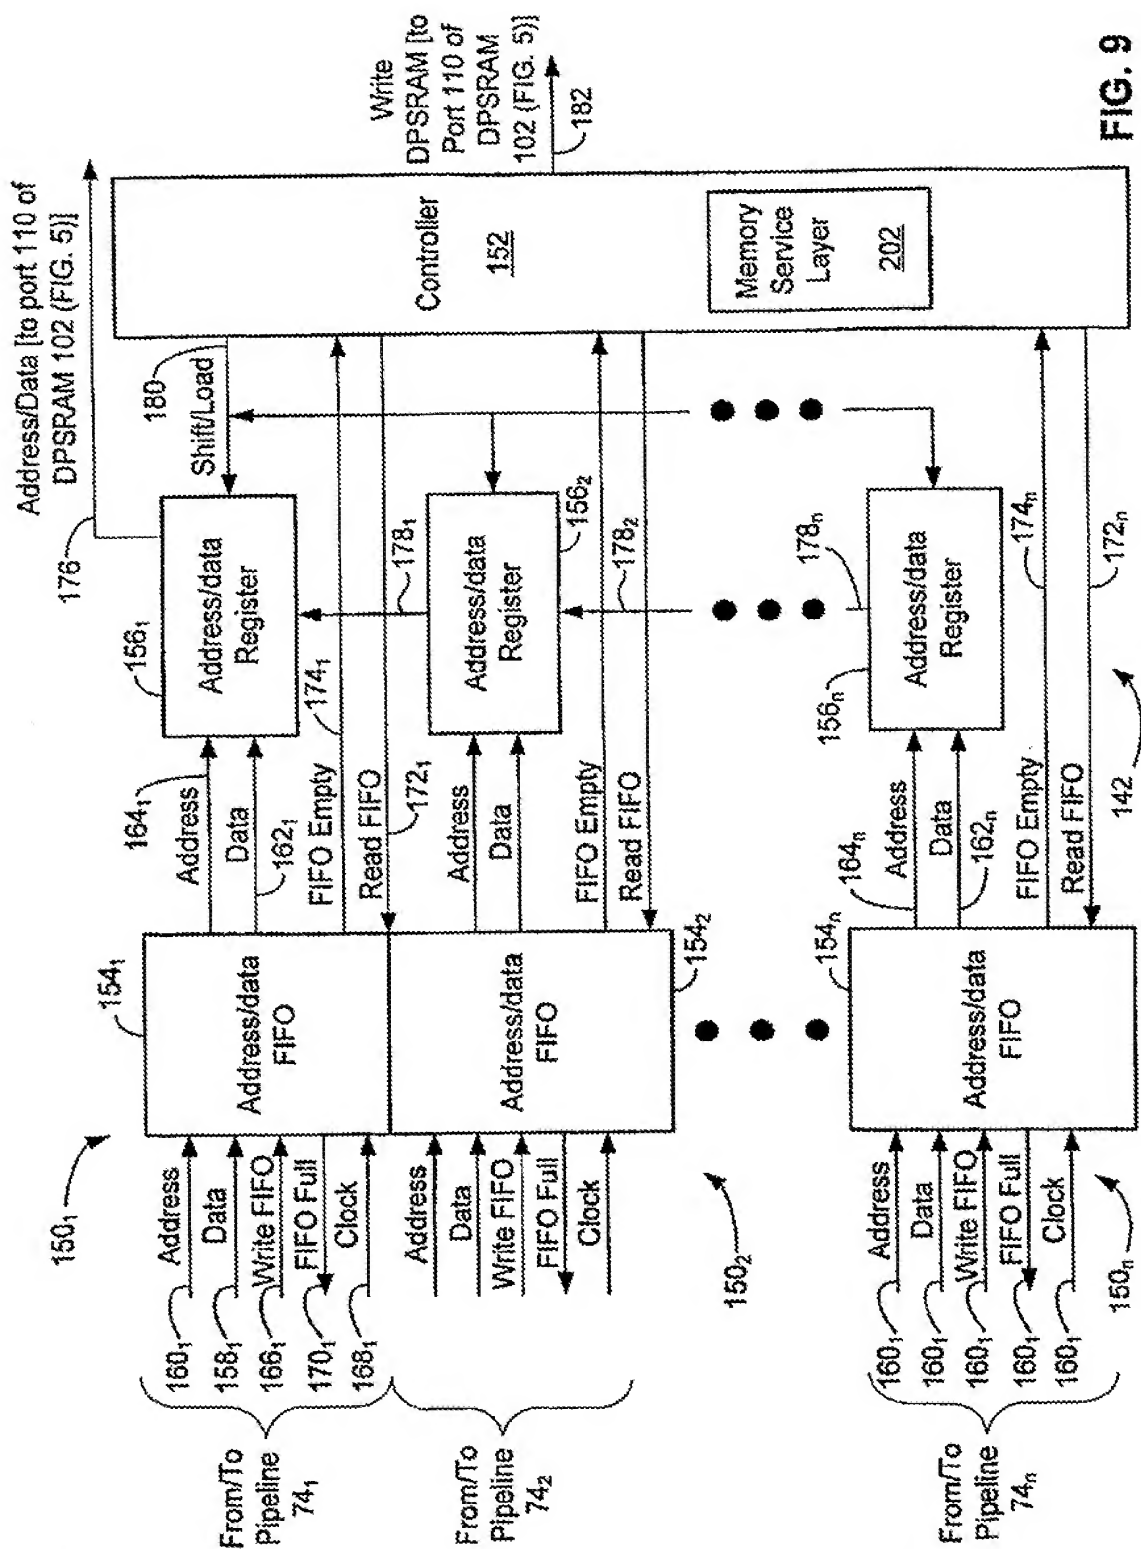 Address/Data [to port 110 of
DPSRAM 102 (FIG. 5)]
176
Write
DPSRAM [to
Port 110 of
DPSRAM
102 (FIG. 5)]
182
Controller
152
Memory
Service
Layer
202
180
Shift/Load
156₁
Address/data
Register
164₁
Address
Data
162₁
174₁
FIFO Empty
Read FIFO
172₁
178₁
156₂
Address/data
Register
178₂
Address
Data
FIFO Empty
Read FIFO
156ₙ
Address/data
Register
178ₙ
174ₙ
172ₙ
164ₙ
Address
Data
162ₙ
FIFO Empty
Read FIFO
142
154₁
Address/data
FIFO
154₂
Address/data
FIFO
154ₙ
Address/data
FIFO
150₁
Address
Data
Write FIFO
FIFO Full
Clock
160₁
158₁
166₁
170₁
168₁
From/To
Pipeline
74₁
Address
Data
Write FIFO
FIFO Full
Clock
150₂
From/To
Pipeline
74₂
Address
Data
Write FIFO
FIFO Full
Clock
160₁
160₁
160₁
160₁
160₁
150ₙ
From/To
Pipeline
74ₙ
FIG. 9